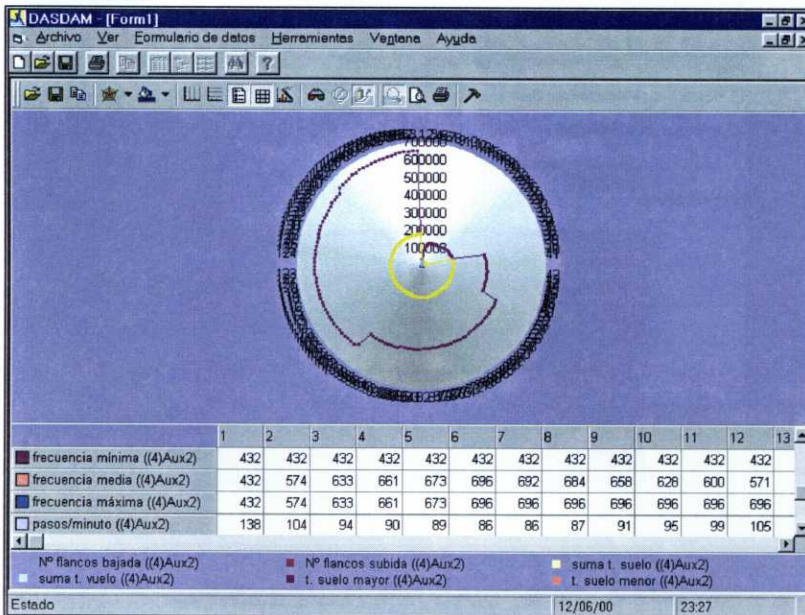 DASDAM - [Form1]
Archivo Ver Formulario de datos Herramientas Ventana Ayuda
700000
600000
500000
400000
300000
200000
100000
1 2 3 4 5 6 7 8 9 10 11 12 13
frecuencia mínima ((4)Aux2) 432 432 432 432 432 432 432 432 432 432 432 432
frecuencia media ((4)Aux2) 432 574 633 661 673 696 692 684 658 628 600 571
frecuencia máxima ((4)Aux2) 432 574 633 661 673 696 696 696 696 696 696 696
pasos/minuto ((4)Aux2) 138 104 94 90 89 86 86 87 91 95 99 105
Nº flancos bajada ((4)Aux2) Nº flancos subida ((4)Aux2) suma t. suelo ((4)Aux2)
suma t. vuelo ((4)Aux2) t. suelo mayor ((4)Aux2) t. suelo menor ((4)Aux2)
Estado 12/06/00 23:27